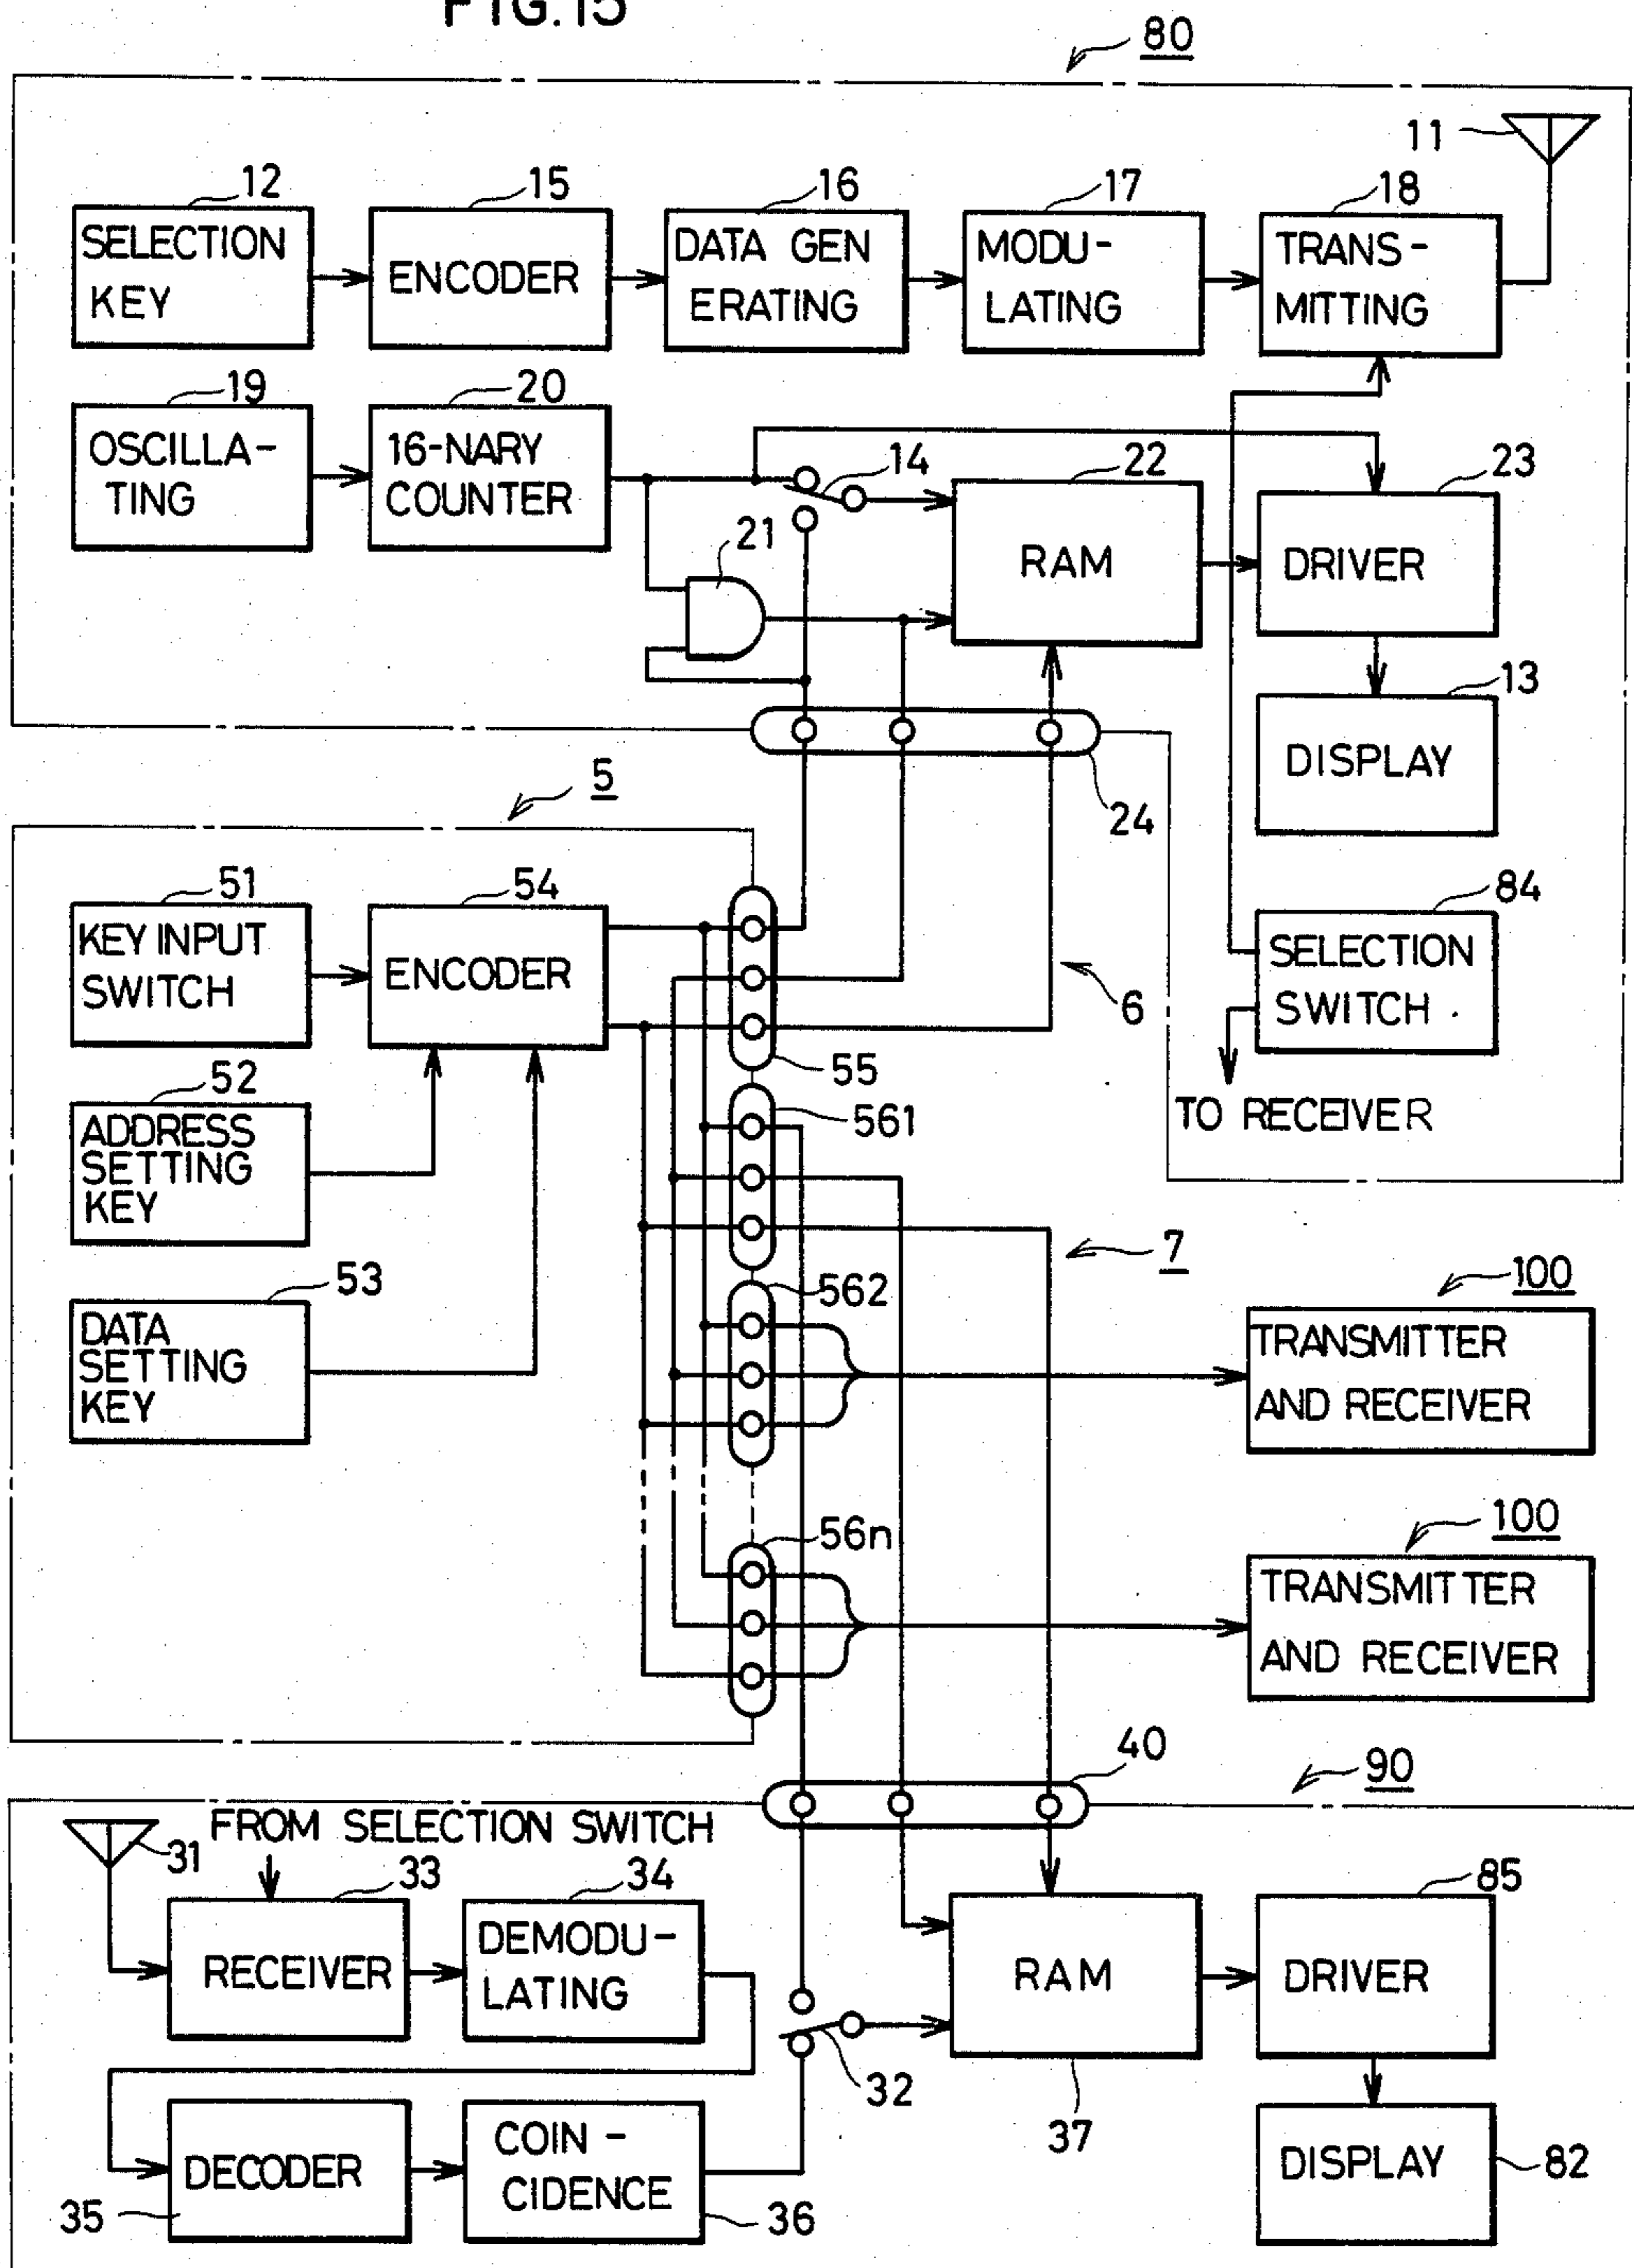 FIG.15
80
11
12
15
16
17
18
SELECTION
KEY
ENCODER
DATA GEN
ERATING
MODU-
LATING
TRANS-
MITTING
19
20
OSCILLA-
TING
16-NARY
COUNTER
14
22
23
21
RAM
DRIVER
13
DISPLAY
24
5
51
54
84
KEY INPUT
SWITCH
ENCODER
SELECTION
SWITCH
6
55
52
561
TO RECEIVER
ADDRESS
SETTING
KEY
7
53
562
100
DATA
SETTING
KEY
TRANSMITTER
AND RECEIVER
56n
100
TRANSMITTER
AND RECEIVER
40
90
FROM SELECTION SWITCH
31
33
34
85
RECEIVER
DEMODU-
LATING
RAM
DRIVER
32
37
DECODER
COIN-
CIDENCE
DISPLAY
82
35
36